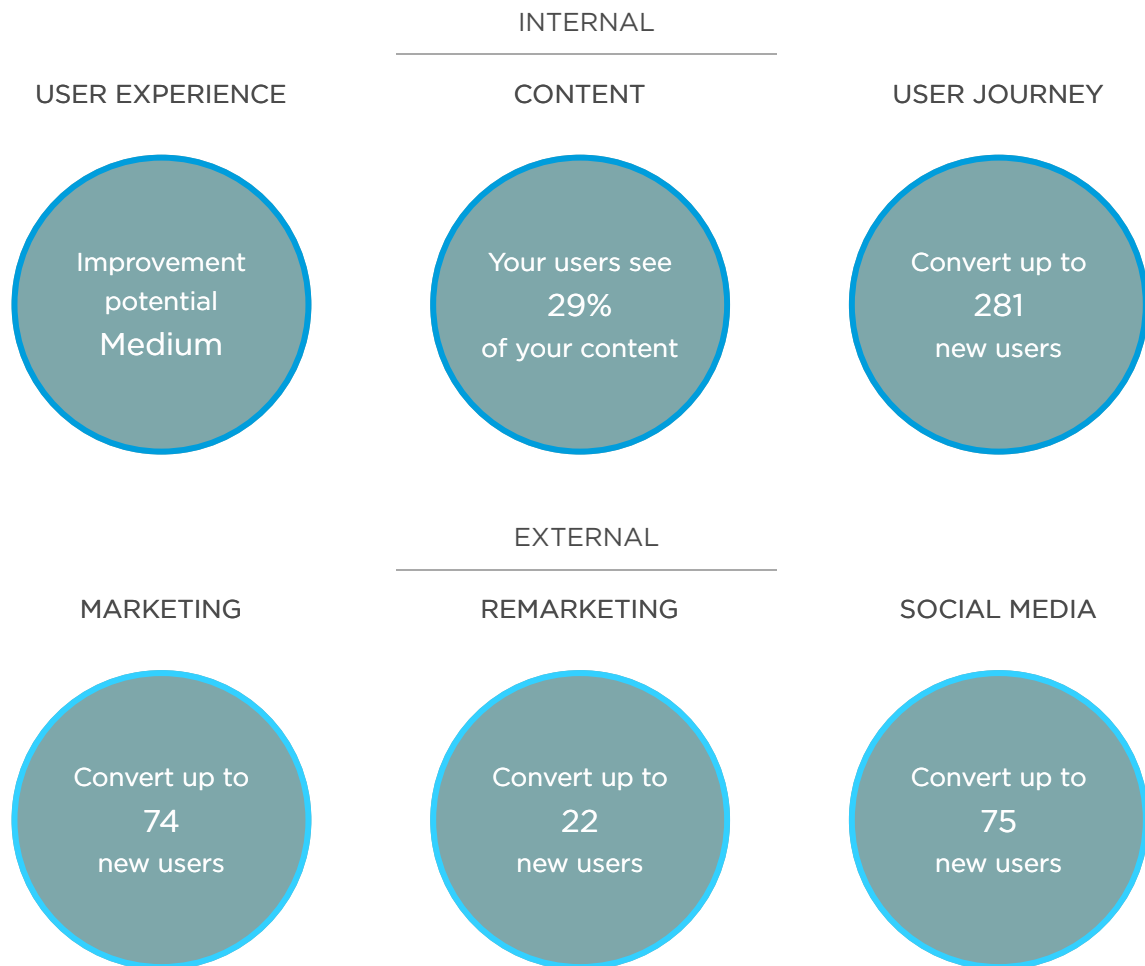 INTERNAL
USER EXPERIENCE
CONTENT
USER JOURNEY
Improvement
potential
Medium
Your users see
29%
of your content
Convert up to
281
new users
EXTERNAL
MARKETING
REMARKETING
SOCIAL MEDIA
Convert up to
74
new users
Convert up to
22
new users
Convert up to
75
new users